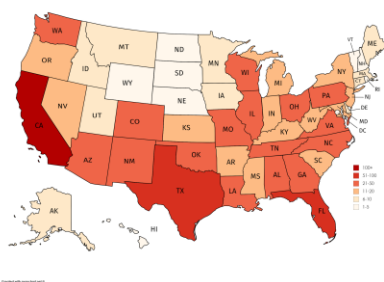 WA
OR
CA
NV
ID
MT
WY
UT
AZ
CO
NM
ND
SD
NE
KS
OK
TX
MN
IA
MO
AR
LA
WI
IL
MI
IN
OH
KY
TN
MS
AL
GA
FL
SC
NC
VA
WV
PA
NY
VT
ME
RI
NJ
DE
MD
DC
AK
HI
100+
51-100
21-50
11-20
6-10
1-5